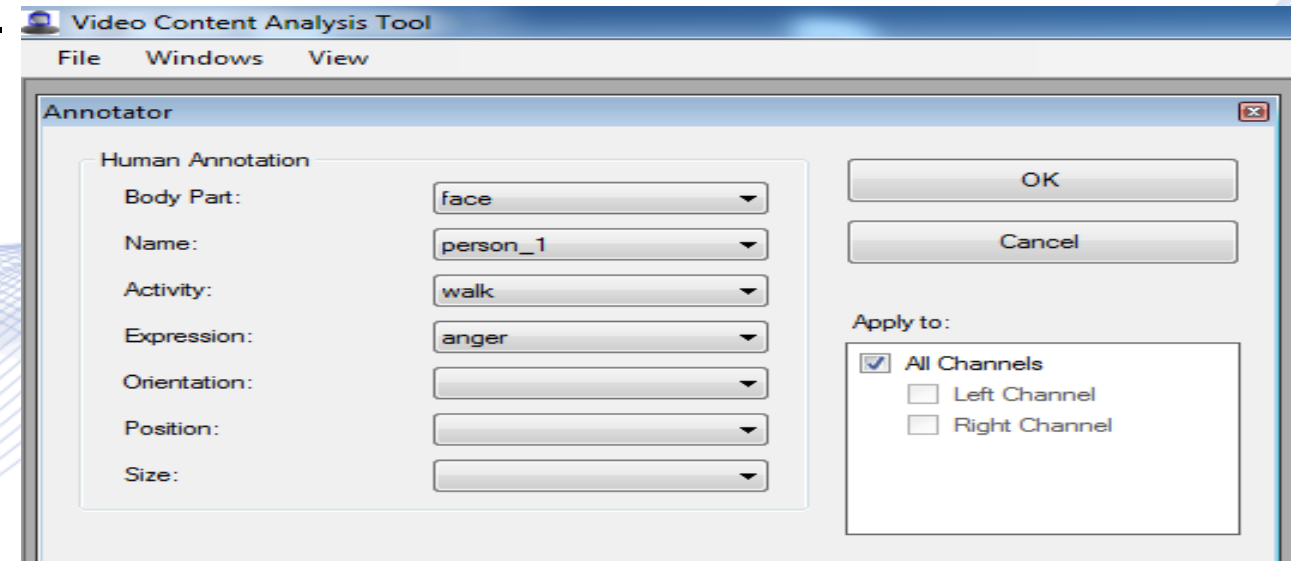 Video Content Analysis Tool
File Windows View
Annotator
Human Annotation
Body Part: face
Name: person_1
Activity: walk
Expression: anger
Orientation:
Position:
Size:
OK
Cancel
Apply to:
All Channels
Left Channel
Right Channel